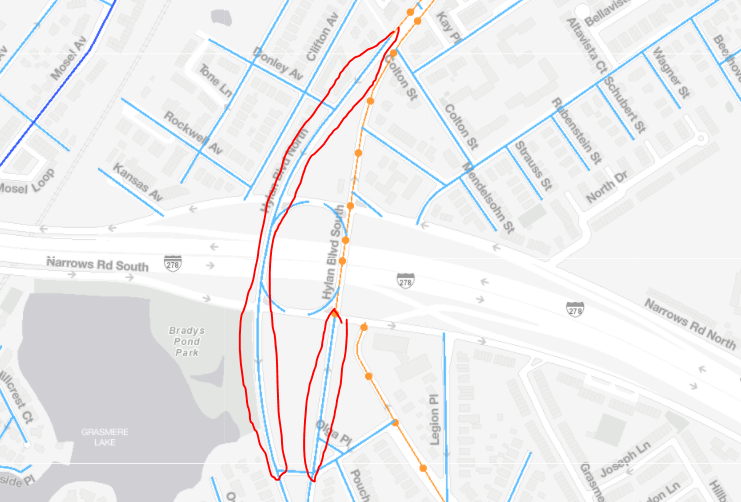 Kay Pl
Bellavista
Clifton Av
Altavista Ct
Mosel Av
Donley Av
Colton St
Wagner St
Tone Ln
Schubert St
Rockwell Av
Colton St
Rubenstein St
Strauss St
Hylan Blvd North
Kansas Av
Mosel Loop
Mendelsohn St
North Dr
Hylan Blvd South
Narrows Rd South
278
278
278
Narrows Rd North
Bradys
Pond
Park
Hillcrest Ct
GRASMERE
LAKE
Legion Pl
Olga Pl
Joseph Ln